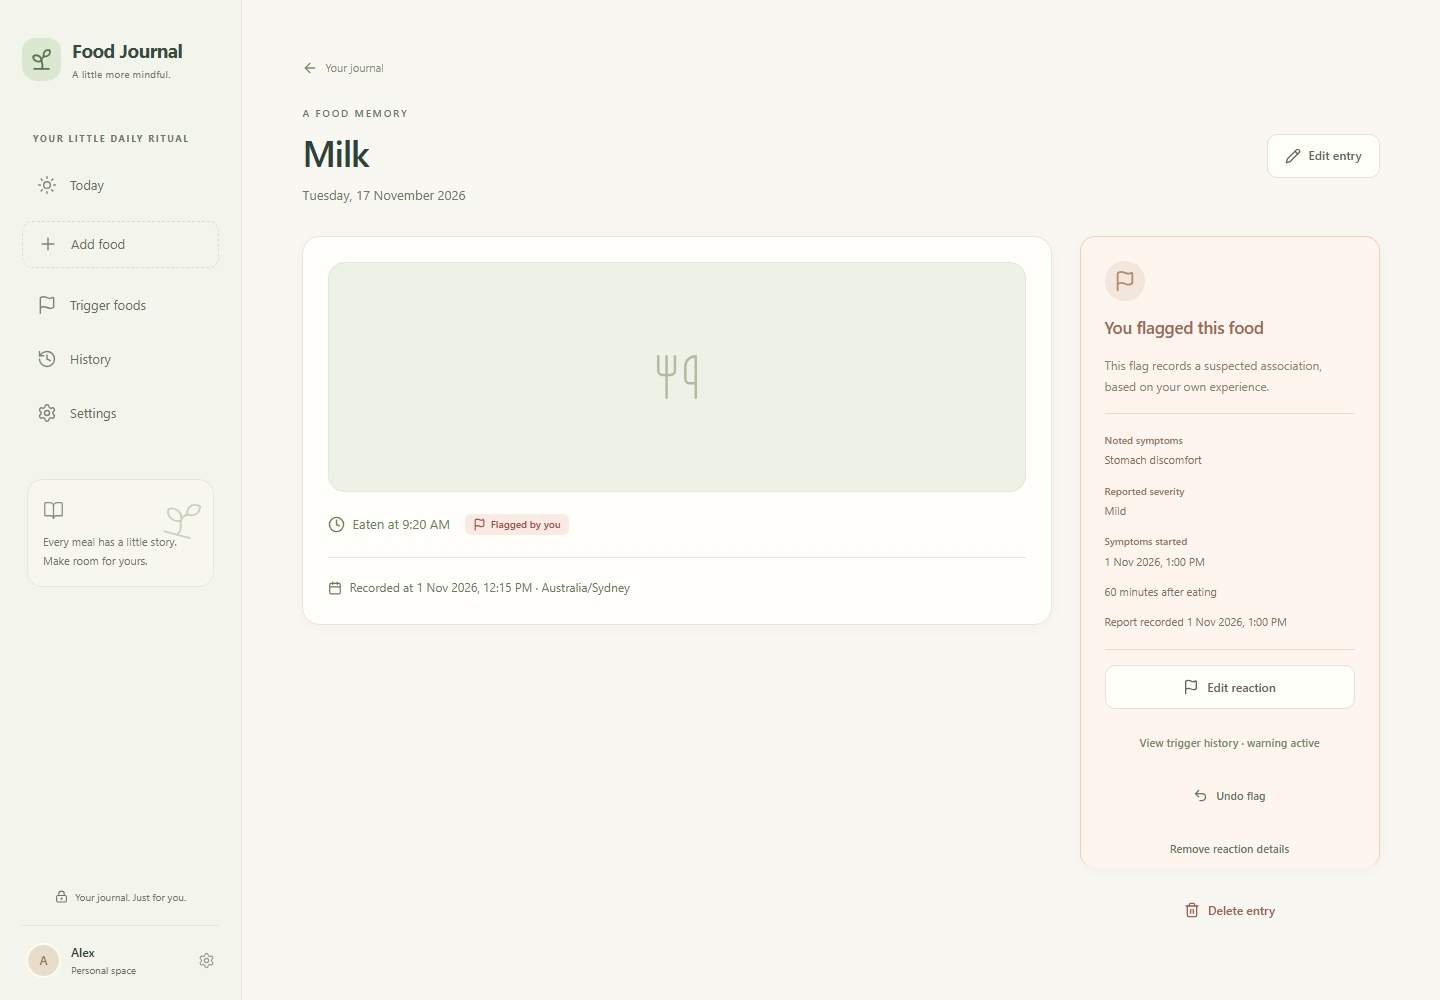 Food Journal
A little more mindful.
YOUR LITTLE DAILY RITUAL
Today
Add food
Trigger foods
History
Settings
Every meal has a little story.
Make room for yours.
Your journal. Just for you.
A
Alex
Personal space
Your journal
A FOOD MEMORY
Milk
Tuesday, 17 November 2026
Edit entry
Eaten at 9:20 AM
Flagged by you
Recorded at 1 Nov 2026, 12:15 PM · Australia/Sydney
You flagged this food
This flag records a suspected association,
based on your own experience.
Noted symptoms
Stomach discomfort
Reported severity
Mild
Symptoms started
1 Nov 2026, 1:00 PM
60 minutes after eating
Report recorded 1 Nov 2026, 1:00 PM
Edit reaction
View trigger history · warning active
Undo flag
Remove reaction details
Delete entry